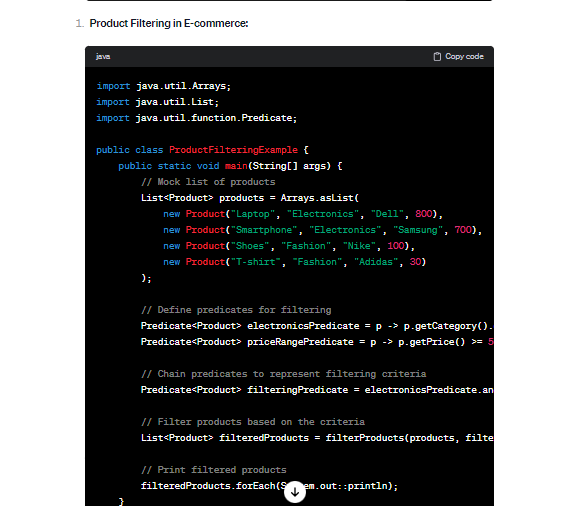 1. Product Filtering in E-commerce:
java
Copy code
import java.util.Arrays;
import java.util.List;
import java.util.function.Predicate;
public class ProductFilteringExample {
public static void main(String[] args) {
// Mock list of products
List<Product> products = Arrays.asList(
new Product("Laptop", "Electronics", "Dell", 800),
new Product("Smartphone", "Electronics", "Samsung", 700),
new Product("Shoes", "Fashion", "Nike", 100),
new Product("T-shirt", "Fashion", "Adidas", 30)
);
// Define predicates for filtering
Predicate<Product> electronicsPredicate = p -> p.getCategory().
Predicate<Product> priceRangePredicate = p -> p.getPrice() >= 5
// Chain predicates to represent filtering criteria
Predicate<Product> filteringPredicate = electronicsPredicate.an
// Filter products based on the criteria
List<Product> filteredProducts = filterProducts(products, filte
// Print filtered products
filteredProducts.forEach(S em.out::println);
}